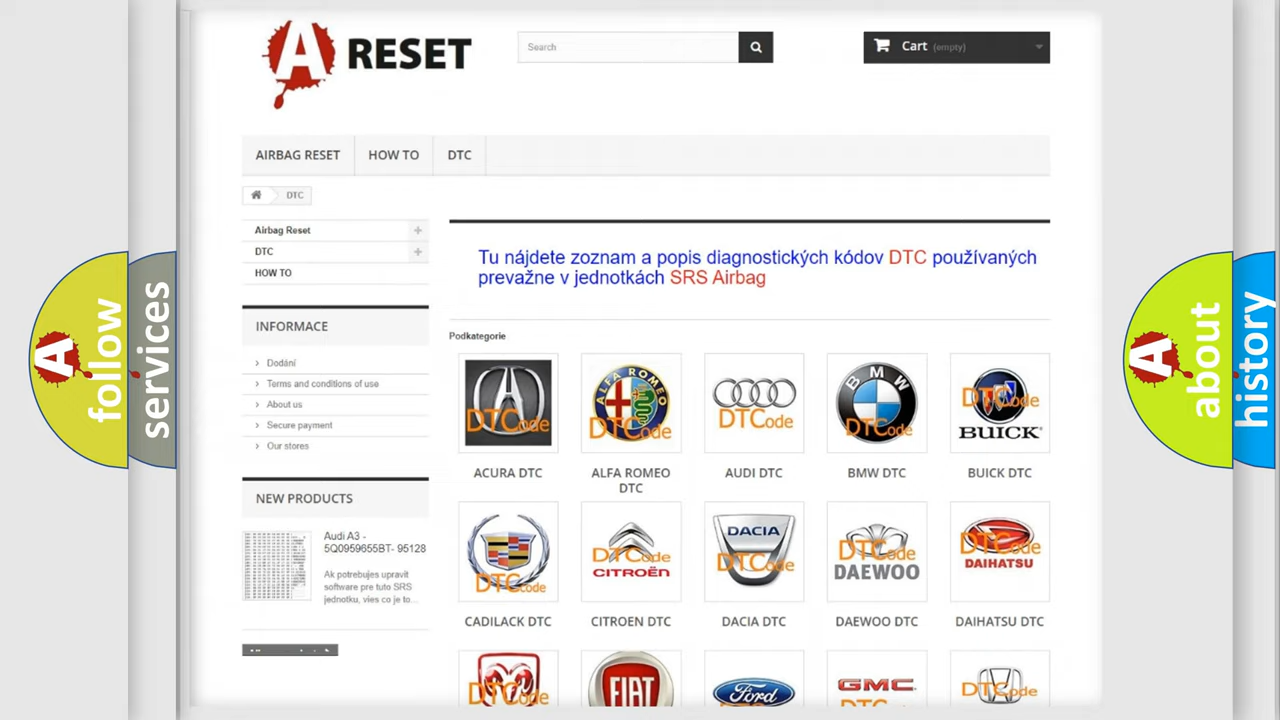 A RESET
Search
Cart (empty)
AIRBAG RESET
HOW TO
DTC
DTC
Airbag Reset
DTC
HOW TO
Tu nájdete zoznam a popis diagnostických kódov DTC používaných
prevažne v jednotkách SRS Airbag
INFORMACE
Dodání
Terms and conditions of use
About us
Secure payment
Our stores
NEW PRODUCTS
Audi A3 -
5Q0959655BT- 95128
Ak potrebujes upravit
software pre tuto SRS
jednotku, vies co je to...
Podkategorie
DTCode
ALFA ROMEO
DTCode
DTCode
BMW
DTCode
DTCode
BUICK
ACURA DTC
ALFA ROMEO
DTC
AUDI DTC
BMW DTC
BUICK DTC
DTCode
DTCode
CITROËN
DACIA
DTCode
DTCode
DAEWOO
DTCode
DAIHATSU
CADILACK DTC
CITROEN DTC
DACIA DTC
DAEWOO DTC
DAIHATSU DTC
DTCode
FIAT
Ford
GMC
DTCode
A
follow
services
A
about
history